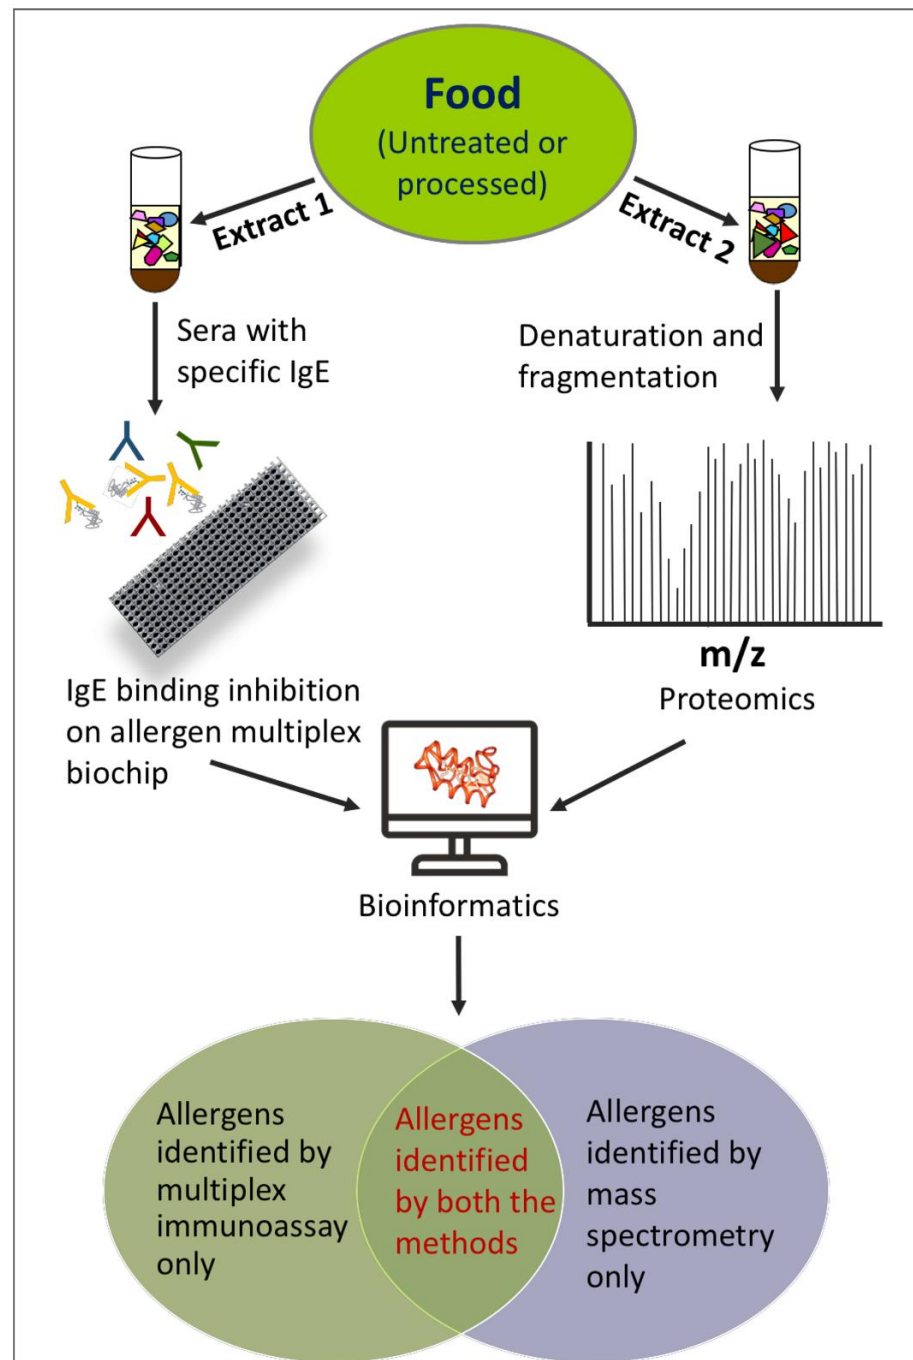 Food
(Untreated or
processed)
Extract 1
Extract 2
Sera with
specific IgE
Denaturation and
fragmentation
m/z
Proteomics
IgE binding inhibition
on allergen multiplex
biochip
Bioinformatics
Allergens
identified by
multiplex
immunoassay
only
Allergens
identified
by both the
methods
Allergens
identified by
mass
spectrometry
only